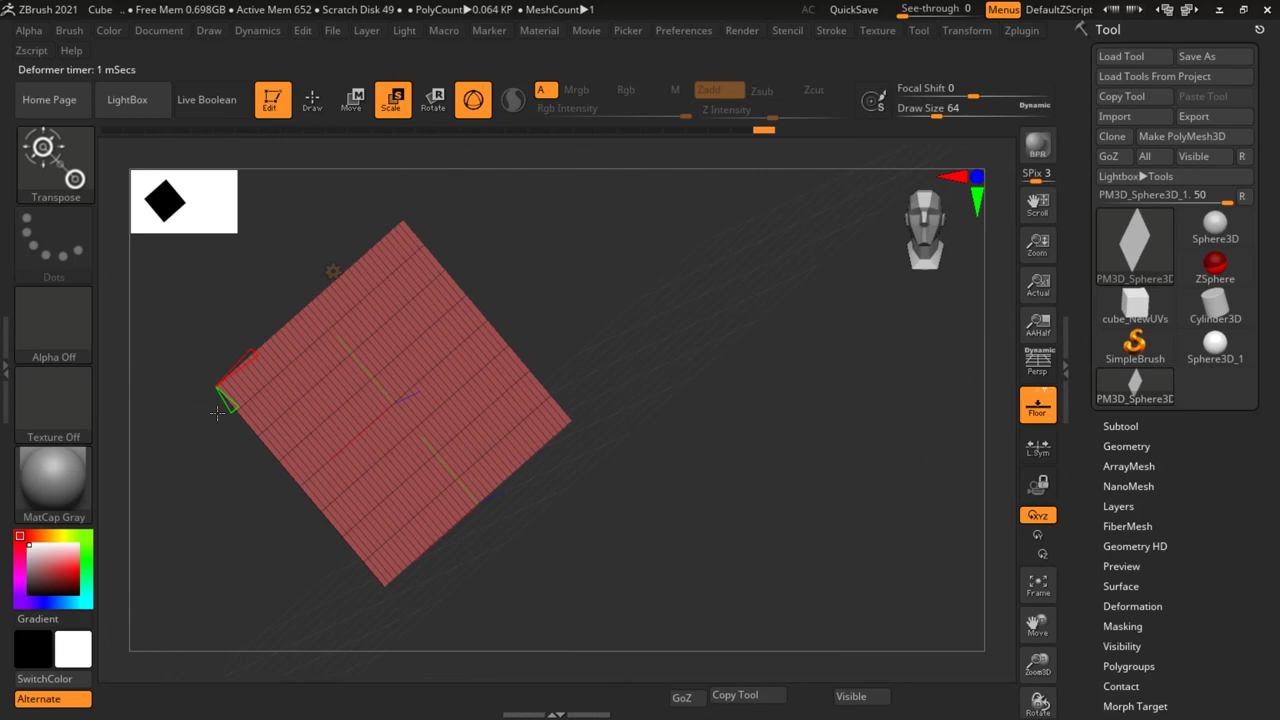 ZBrush 2021 Cube .. • Free Mem 0.698GB • Active Mem 652 • Scratch Disk 49 • PolyCount▶0.064 KP • MeshCount▶1 AC QuickSave See-through 0 Menus DefaultZScript
Alpha Brush Color Document Draw Dynamics Edit File Layer Light Macro Marker Material Movie Picker Preferences Render Stencil Stroke Texture Tool Transform Zplugin
Zscript Help
Deformer timer: 1 mSecs
Home Page LightBox Live Boolean Edit Draw Move Scale Rotate
A Mrgb Rgb M Zadd Zsub Zcut
Rgb Intensity Z Intensity
Focal Shift 0
Draw Size 64 Dynamic
S
Transpose
Dots
Alpha Off
Texture Off
MatCap Gray
Gradient
SwitchColor
Alternate
BPR
SPix 3
Scroll
Zoom
Actual
AAHalf
Dynamic
Persp
Floor
L.Sym
XYZ
Y
Z
Frame
Move
Zoom3D
Rotate
GoZ Copy Tool Visible
Tool
Load Tool Save As
Load Tools From Project
Copy Tool Paste Tool
Import Export
Clone Make PolyMesh3D
GoZ All Visible R
Lightbox▶Tools
PM3D_Sphere3D_1. 50 R
PM3D_Sphere3D Sphere3D
ZSphere
cube_NewUVs Cylinder3D
SimpleBrush Sphere3D_1
PM3D_Sphere3D
Subtool
Geometry
ArrayMesh
NanoMesh
Layers
FiberMesh
Geometry HD
Preview
Surface
Deformation
Masking
Visibility
Polygroups
Contact
Morph Target